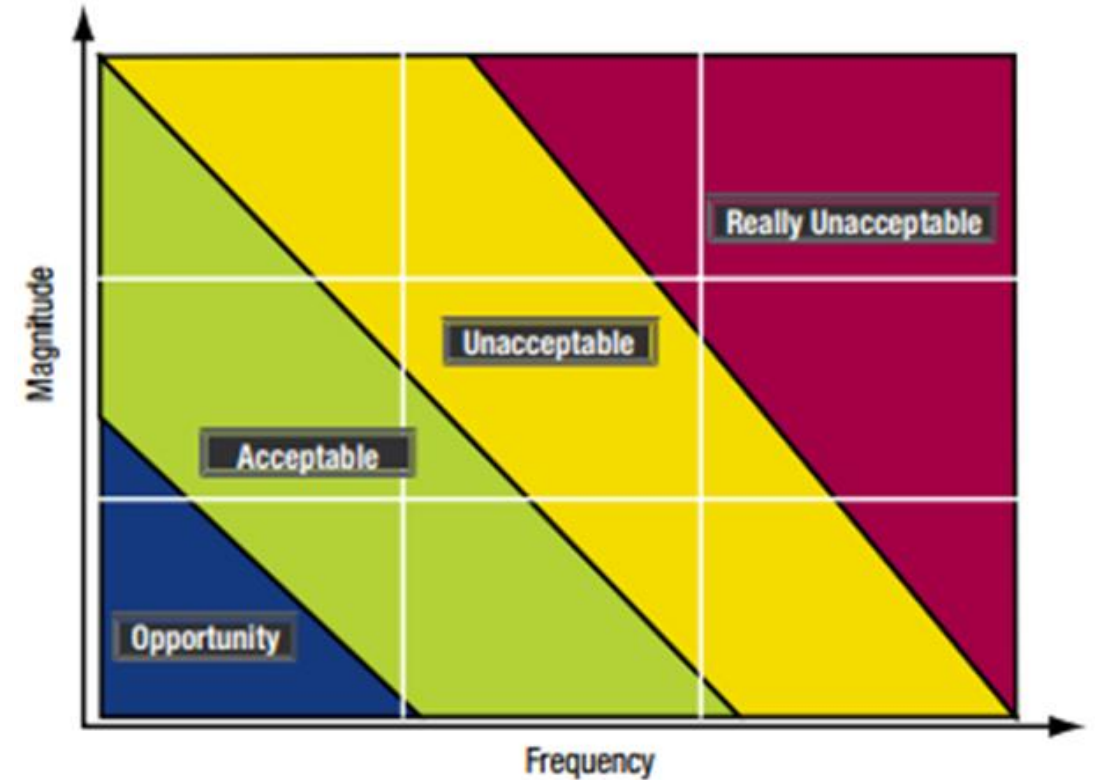 Really Unacceptable
Magnitude
Unacceptable
Acceptable
Opportunity
Frequency